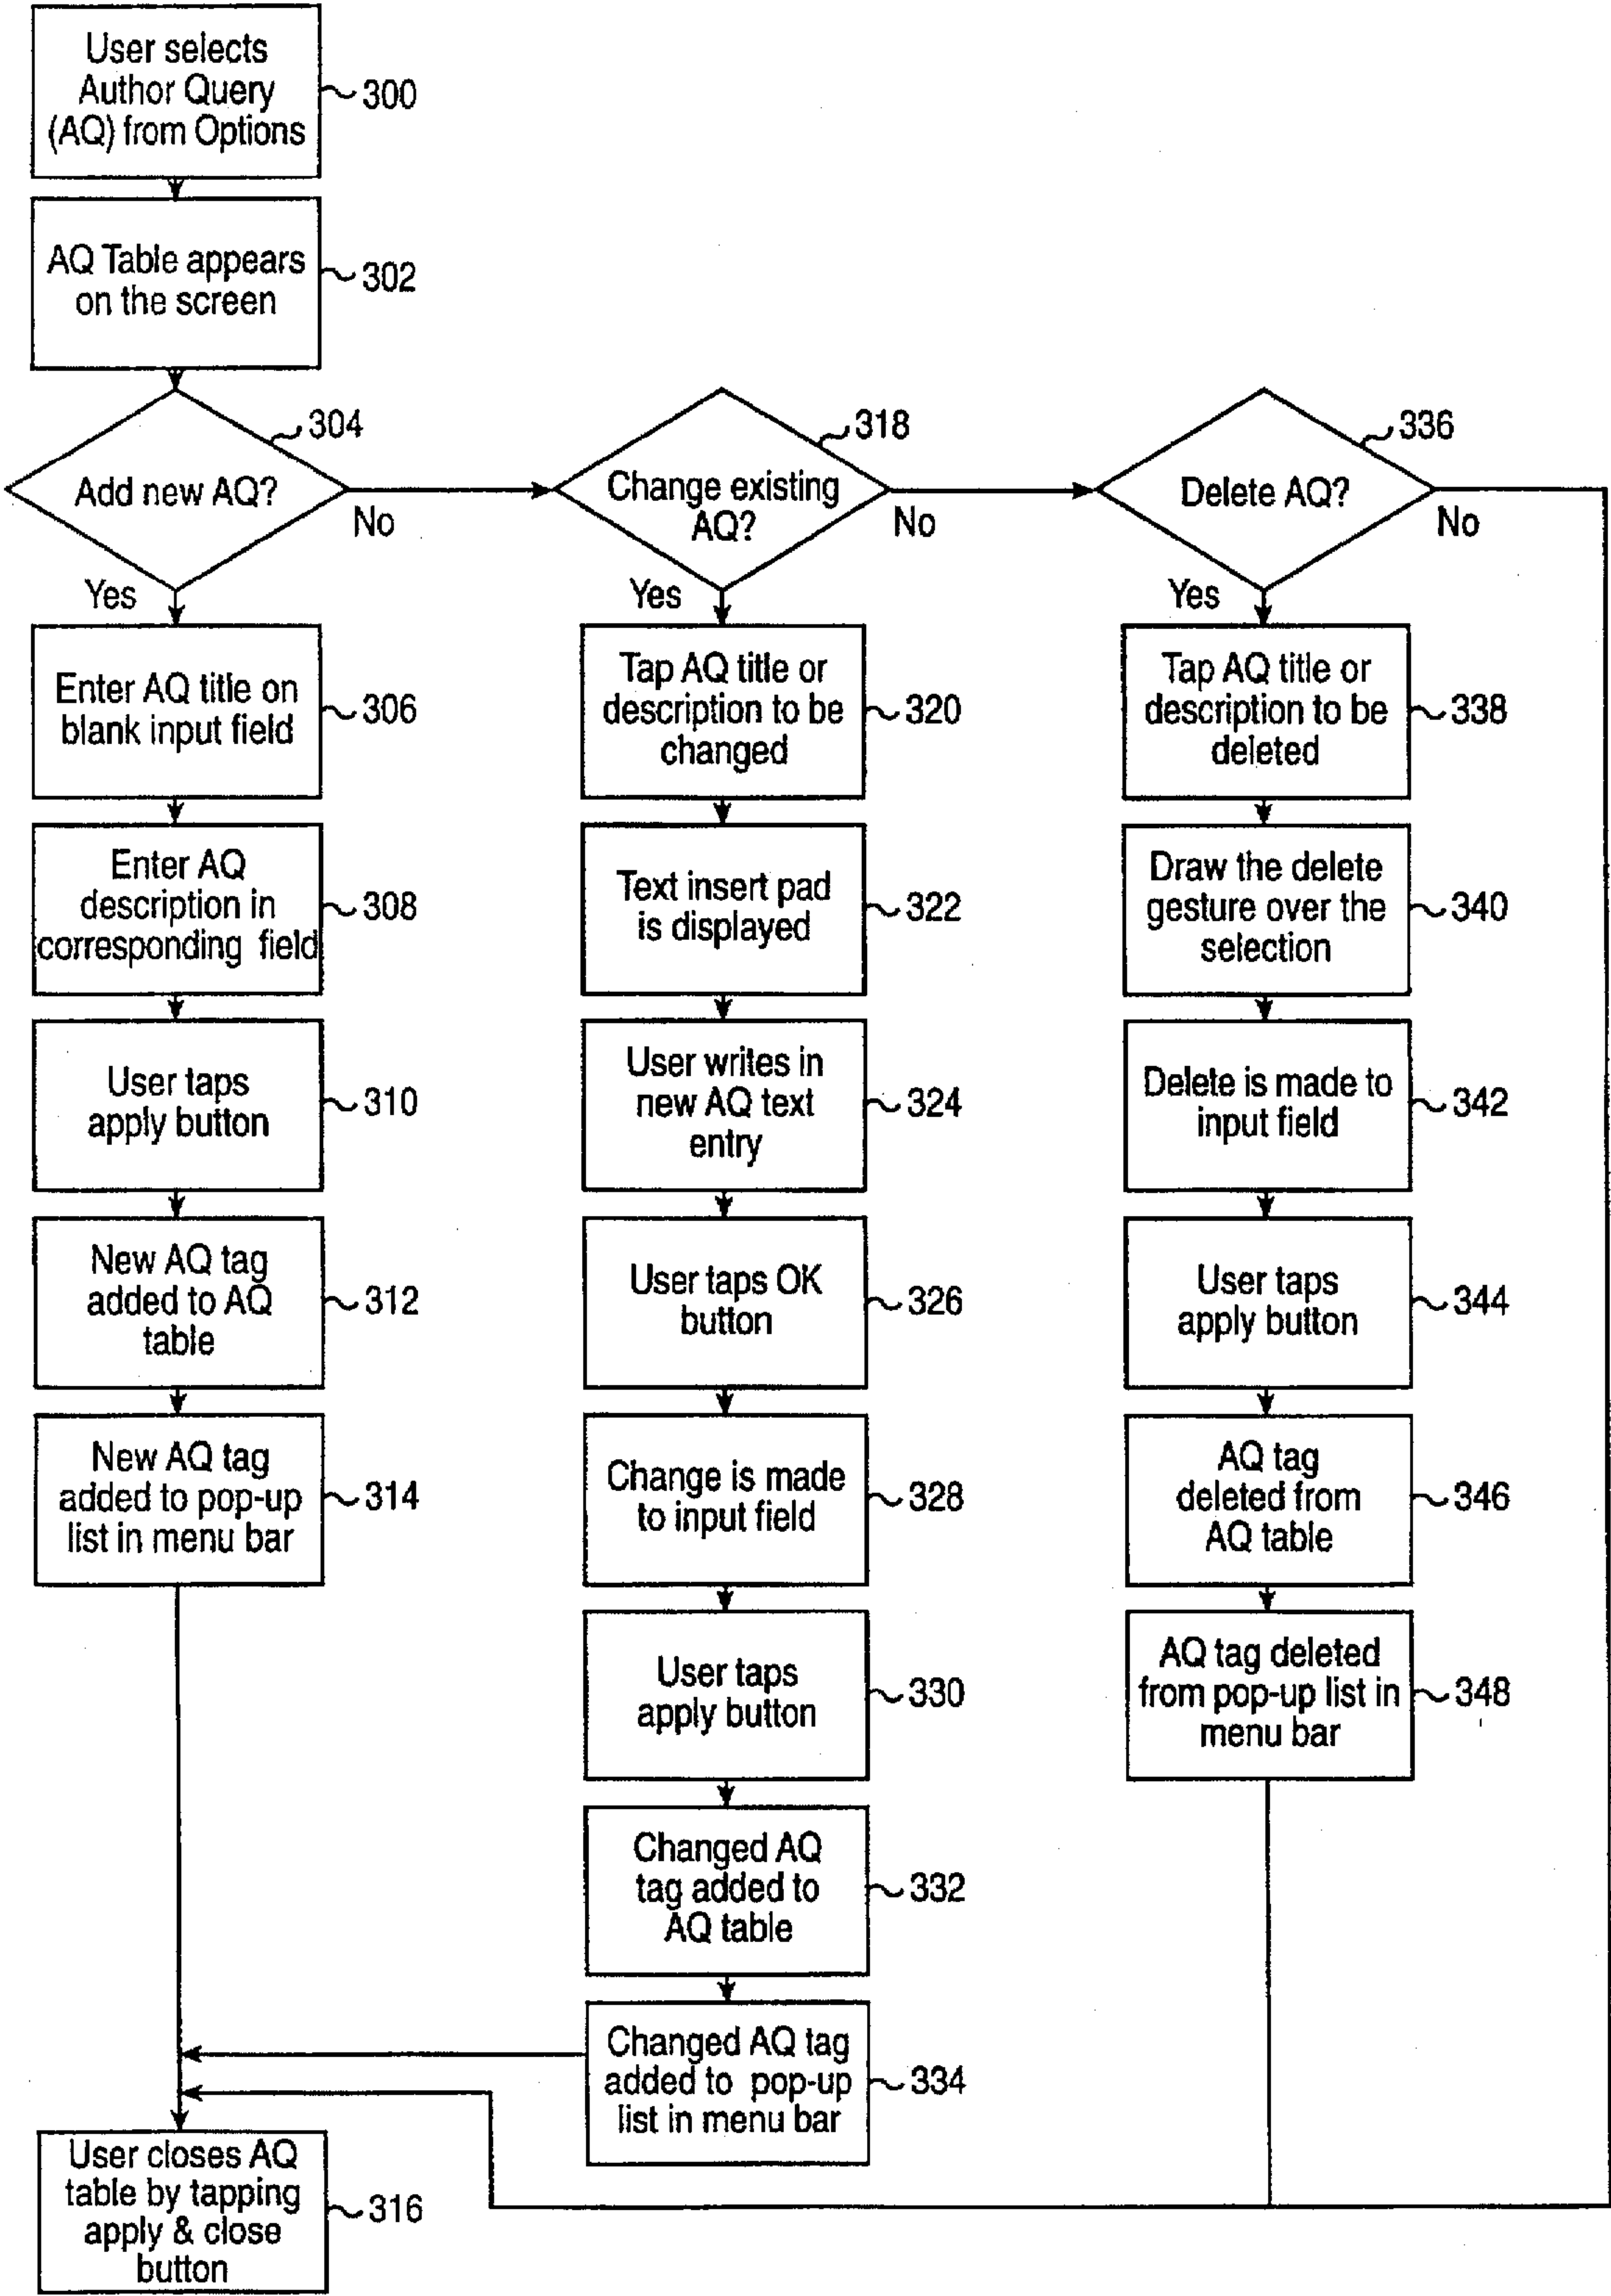 User selects
Author Query
(AQ) from Options
300
AQ Table appears
on the screen
302
304
Add new AQ?
No
Yes
318
Change existing
AQ?
No
Yes
336
Delete AQ?
No
Yes
Enter AQ title on
blank input field
306
Enter AQ
description in
corresponding field
308
User taps
apply button
310
New AQ tag
added to AQ
table
312
New AQ tag
added to pop-up
list in menu bar
314
Tap AQ title or
description to be
changed
320
Text insert pad
is displayed
322
User writes in
new AQ text
entry
324
User taps OK
button
326
Change is made
to input field
328
User taps
apply button
330
Changed AQ
tag added to
AQ table
332
Changed AQ tag
added to pop-up
list in menu bar
334
Tap AQ title or
description to be
deleted
338
Draw the delete
gesture over the
selection
340
Delete is made to
input field
342
User taps
apply button
344
AQ tag
deleted from
AQ table
346
AQ tag deleted
from pop-up list in
menu bar
348
User closes AQ
table by tapping
apply & close
button
316